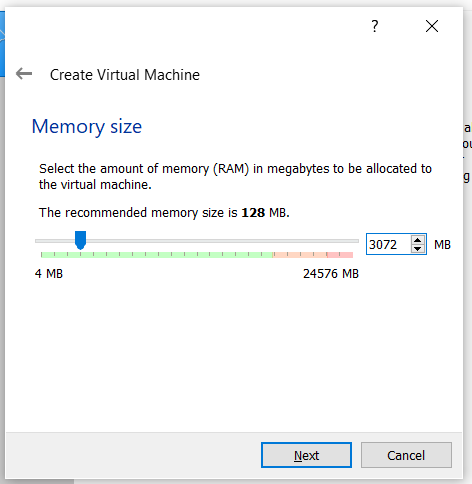 ?
Create Virtual Machine
Memory size
Select the amount of memory (RAM) in megabytes to be allocated to
the virtual machine.
The recommended memory size is 128 MB.
3072 MB
4 MB 24576 MB
Next Cancel